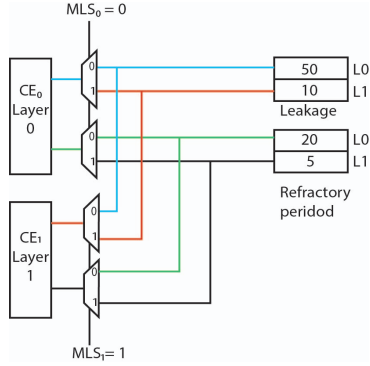 MLS₀ = 0
0
1
CE₀
Layer
0
50 L0
10 L1
Leakage
0
1
20 L0
5 L1
Refractory
peridod
0
1
CE₁
Layer
1
0
1
MLS₁= 1